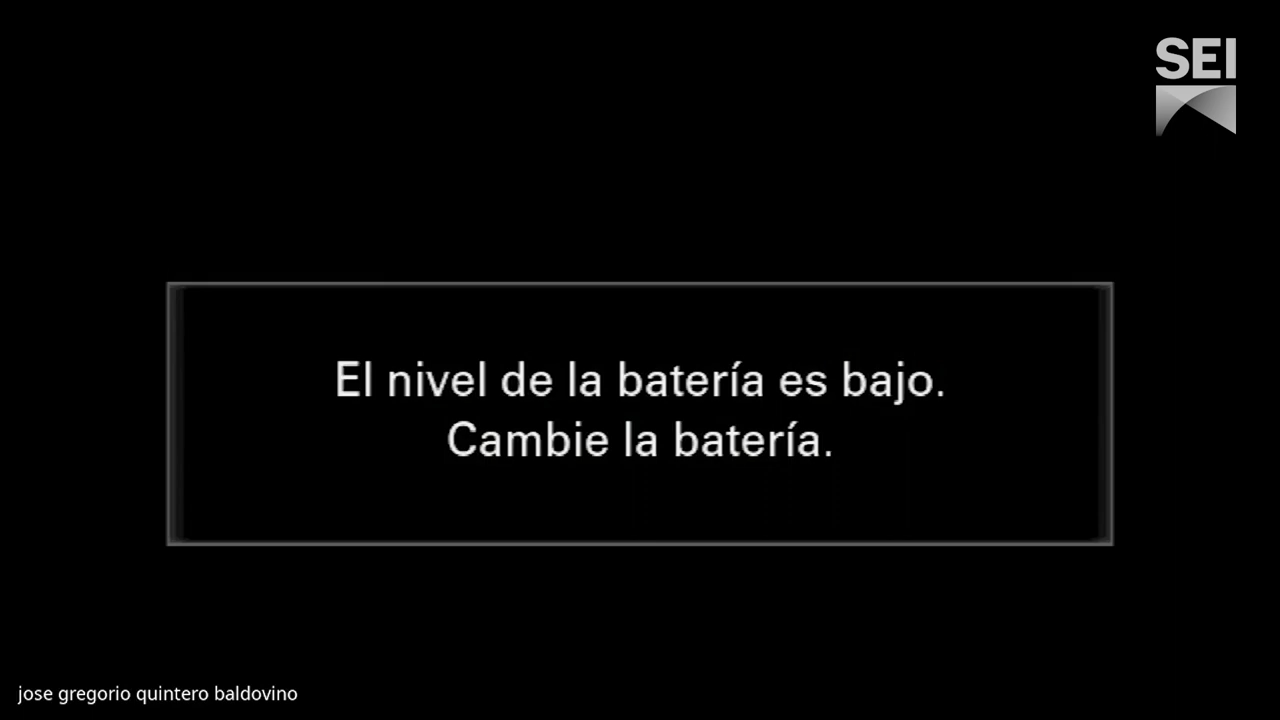 SEI
El nivel de la batería es bajo.
Cambie la batería.
jose gregorio quintero baldovino